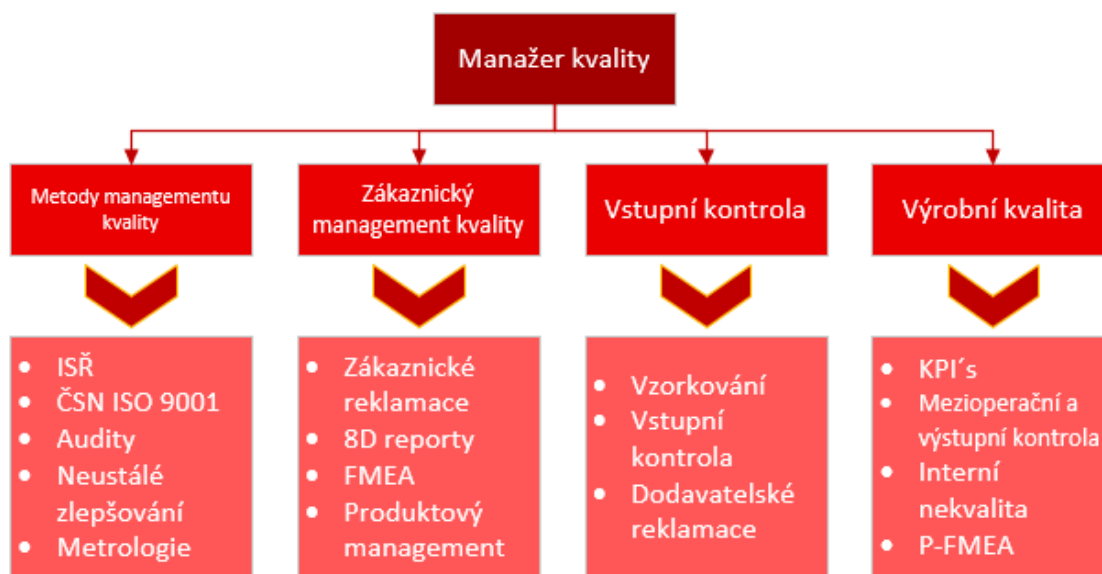 Manažer kvality
Metody managementu
kvality
Zákaznický
management kvality
Vstupní kontrola
Výrobní kvalita
• ISŘ
• ČSN ISO 9001
• Audity
• Neustálé
zlepšování
• Metrologie
• Zákaznické
reklamace
• 8D reporty
• FMEA
• Produktový
management
• Vzorkování
• Vstupní
kontrola
• Dodavatelské
reklamace
• KPI´s
• Mezioperační a
výstupní kontrola
• Interní
nekvalita
• P-FMEA